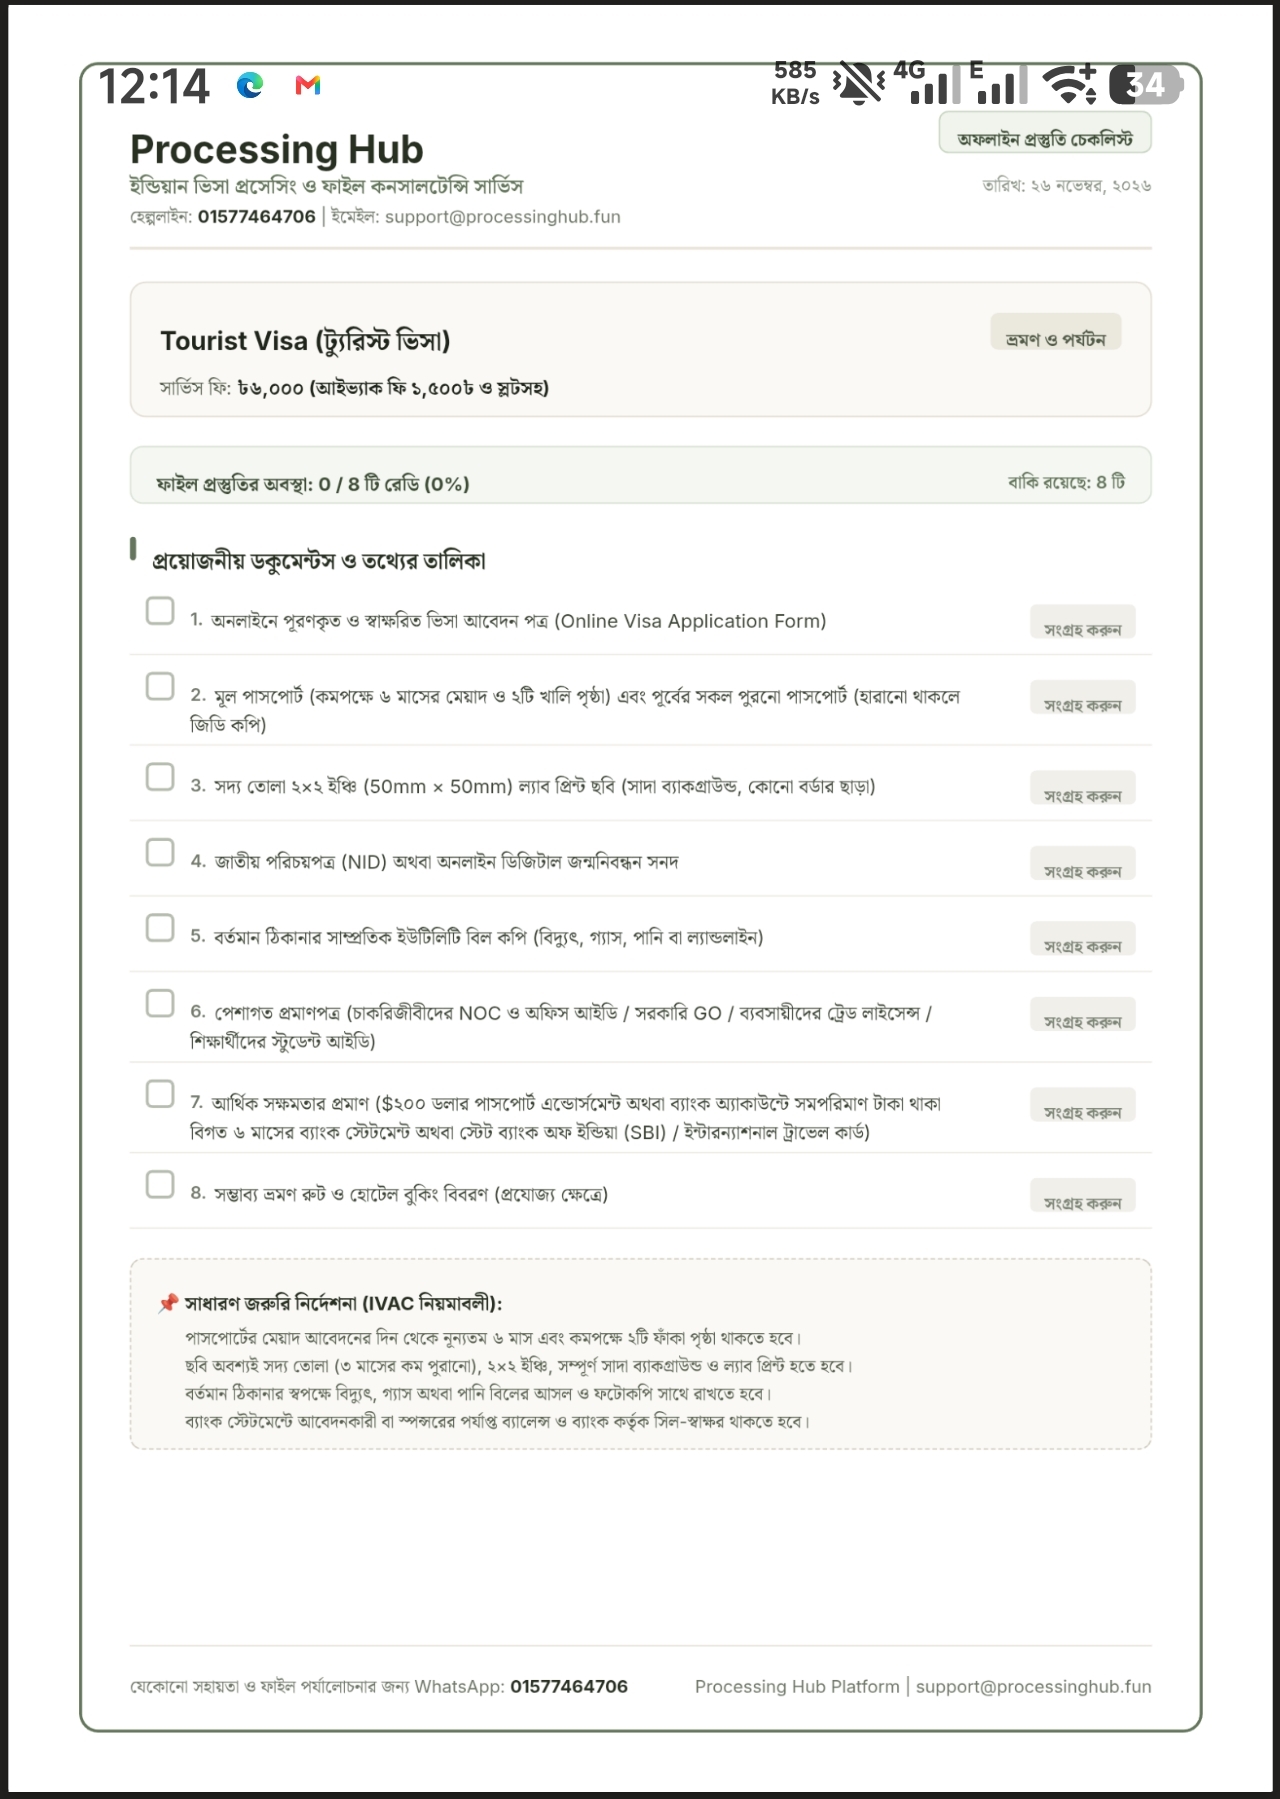 12:14
585 KB/s 4G E 34
Processing Hub
অফলাইন প্রস্তুতি চেকলিস্ট
ইন্ডিয়ান ভিসা প্রসেসিং ও ফাইল কনসালটেন্সি সার্ভিস
তারিখ: ২৬ নভেম্বর, ২০২৬
হেল্পলাইন: 01577464706 | ইমেইল: support@processinghub.fun
Tourist Visa (ট্যুরিস্ট ভিসা)
ভ্রমণ ও পর্যটন
সার্ভিস ফি: ৳৬,০০০ (আইভ্যাক ফি ১,৫০০৳ ও স্লটসহ)
ফাইল প্রস্তুতির অবস্থা: 0 / 8 টি রেডি (0%)
বাকি রয়েছে: 8 টি
প্রয়োজনীয় ডকুমেন্টস ও তথ্যের তালিকা
1. অনলাইনে পূরণকৃত ও স্বাক্ষরিত ভিসা আবেদন পত্র (Online Visa Application Form)
সংগ্রহ করুন
2. মূল পাসপোর্ট (কমপক্ষে ৬ মাসের মেয়াদ ও ২টি খালি পৃষ্ঠা) এবং পূর্বের সকল পুরনো পাসপোর্ট (হারানো থাকলে
জিডি কপি)
সংগ্রহ করুন
3. সদ্য তোলা ২×২ ইঞ্চি (50mm × 50mm) ল্যাব প্রিন্ট ছবি (সাদা ব্যাকগ্রাউন্ড, কোনো বর্ডার ছাড়া)
সংগ্রহ করুন
4. জাতীয় পরিচয়পত্র (NID) অথবা অনলাইন ডিজিটাল জন্মনিবন্ধন সনদ
সংগ্রহ করুন
5. বর্তমান ঠিকানার সাম্প্রতিক ইউটিলিটি বিল কপি (বিদ্যুৎ, গ্যাস, পানি বা ল্যান্ডলাইন)
সংগ্রহ করুন
6. পেশাগত প্রমাণপত্র (চাকরিজীবীদের NOC ও অফিস আইডি / সরকারি GO / ব্যবসায়ীদের ট্রেড লাইসেন্স /
শিক্ষার্থীদের স্টুডেন্ট আইডি)
সংগ্রহ করুন
7. আর্থিক সক্ষমতার প্রমাণ ($২০০ ডলার পাসপোর্ট এন্ডোর্সমেন্ট অথবা ব্যাংক অ্যাকাউন্টে সমপরিমাণ টাকা থাকা
বিগত ৬ মাসের ব্যাংক স্টেটমেন্ট অথবা স্টেট ব্যাংক অফ ইন্ডিয়া (SBI) / ইন্টারন্যাশনাল ট্রাভেল কার্ড)
সংগ্রহ করুন
8. সম্ভাব্য ভ্রমণ রুট ও হোটেল বুকিং বিবরণ (প্রযোজ্য ক্ষেত্রে)
সংগ্রহ করুন
সাধারণ জরুরি নির্দেশনা (IVAC নিয়মাবলী):
পাসপোর্টের মেয়াদ আবেদনের দিন থেকে নূন্যতম ৬ মাস এবং কমপক্ষে ২টি ফাঁকা পৃষ্ঠা থাকতে হবে।
ছবি অবশ্যই সদ্য তোলা (৩ মাসের কম পুরানো), ২×২ ইঞ্চি, সম্পূর্ণ সাদা ব্যাকগ্রাউন্ড ও ল্যাব প্রিন্ট হতে হবে।
বর্তমান ঠিকানার স্বপক্ষে বিদ্যুৎ, গ্যাস অথবা পানি বিলের আসল ও ফটোকপি সাথে রাখতে হবে।
ব্যাংক স্টেটমেন্টে আবেদনকারী বা স্পন্সরের পর্যাপ্ত ব্যালেন্স ও ব্যাংক কর্তৃক সিল-স্বাক্ষর থাকতে হবে।
যেকোনো সহায়তা ও ফাইল পর্যালোচনার জন্য WhatsApp: 01577464706
Processing Hub Platform | support@processinghub.fun